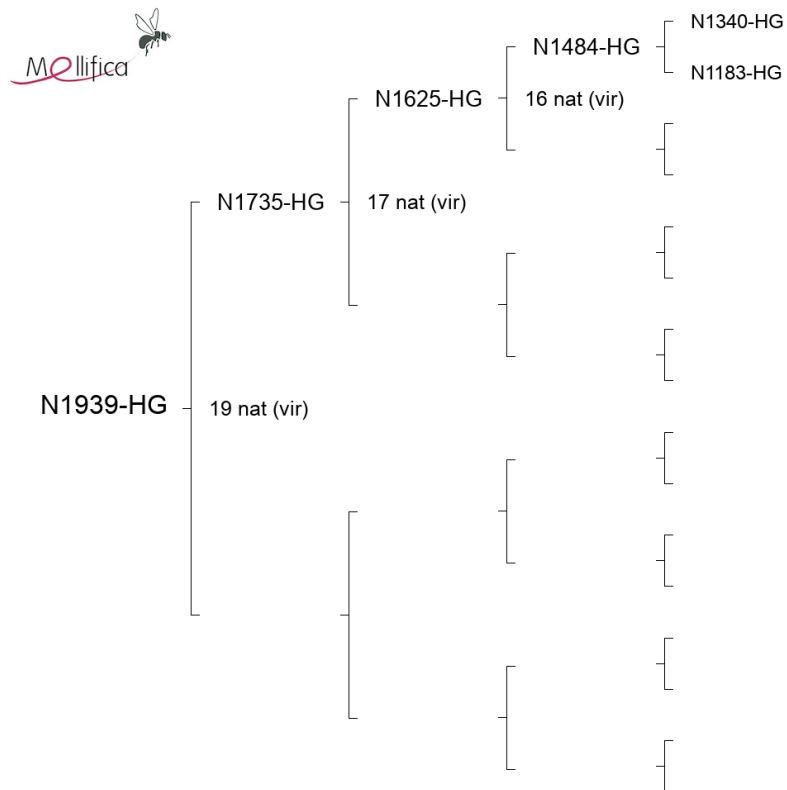 Mellifica
N1340-HG
N1484-HG
N1183-HG
N1625-HG
16 nat (vir)
N1735-HG
17 nat (vir)
N1939-HG
19 nat (vir)